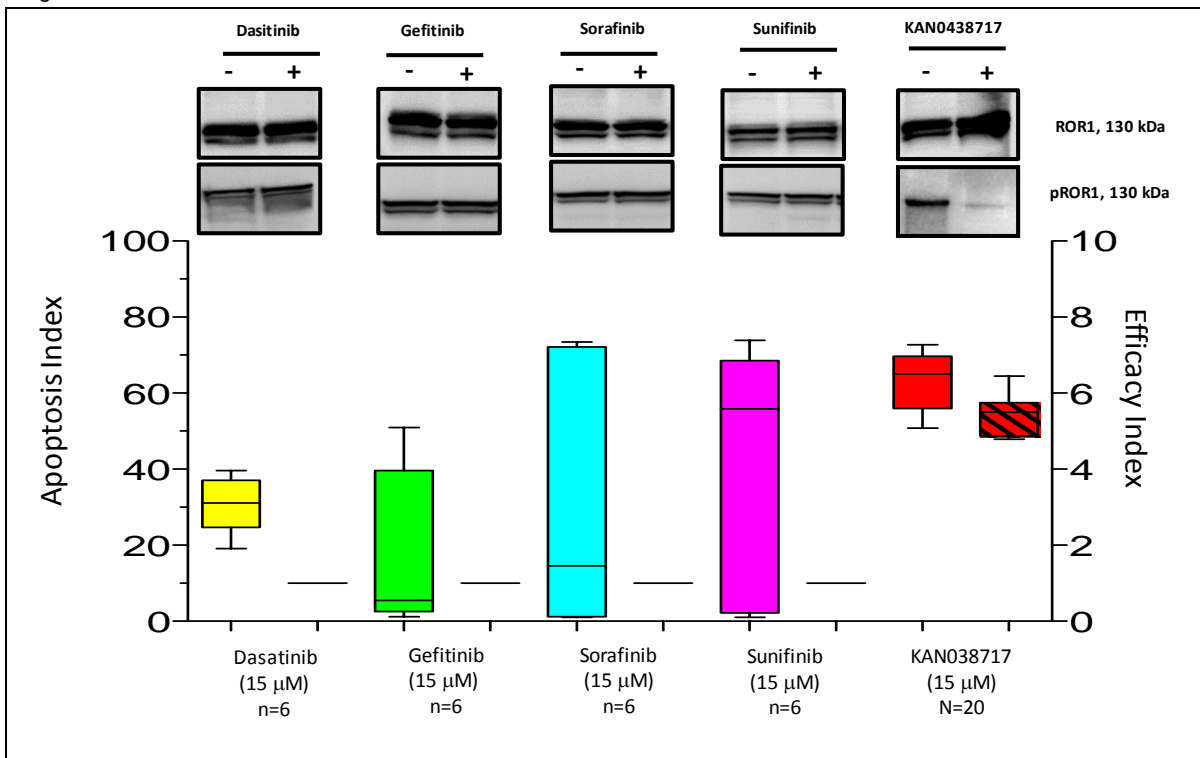 Dasitinib
Gefitinib
Sorafinib
Sunifinib
KAN0438717
- +
- +
- +
- +
- +
ROR1, 130 kDa
pROR1, 130 kDa
100
80
60
40
20
0
Apoptosis Index
10
8
6
4
2
0
Efficacy Index
Dasatinib
(15 μM)
n=6
Gefitinib
(15 μM)
n=6
Sorafinib
(15 μM)
n=6
Sunifinib
(15 μM)
n=6
KAN038717
(15 μM)
N=20